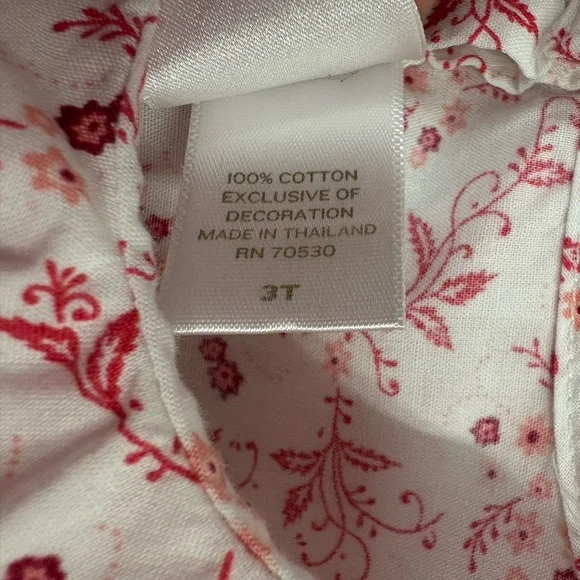 100% COTTON
EXCLUSIVE OF
DECORATION
MADE IN THAILAND
RN 70530
3T